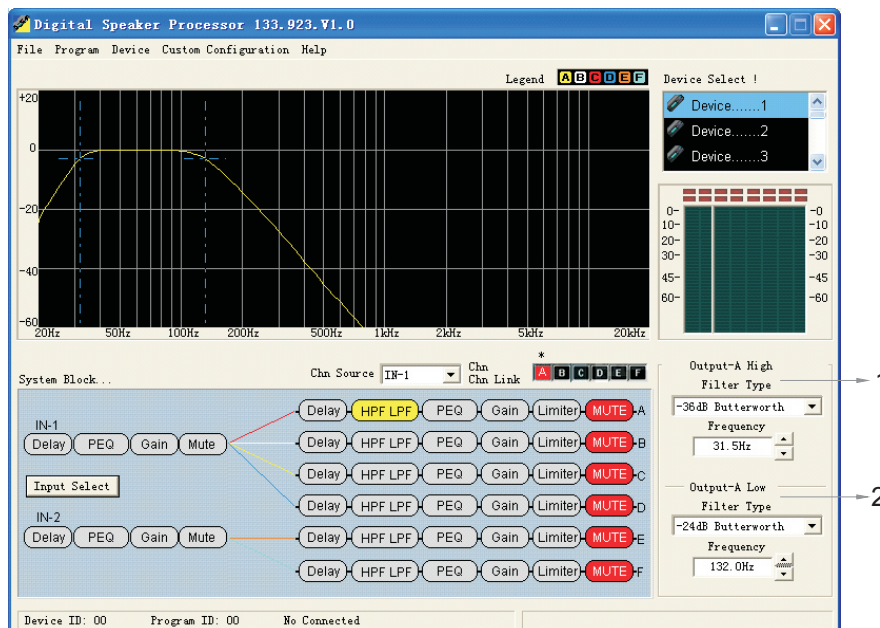 Digital Speaker Processor 133.923.V1.0
File Program Device Custom Configuration Help
Legend A B C D E F
Device Select !
Device.......1
Device.......2
Device.......3
+20
0
-20
-40
-60
20Hz 50Hz 100Hz 200Hz 500Hz 1kHz 2kHz 5kHz 20kHz
0- -0
10- -10
20- -20
30- -30
45- -45
60- -60
System Block...
Chn Source IN-1
Chn
Chn Link
*
A B C D E F
IN-1
Delay PEQ Gain Mute
Input Select
IN-2
Delay PEQ Gain Mute
Delay HPF LPF PEQ Gain Limiter MUTE A
Delay HPF LPF PEQ Gain Limiter MUTE B
Delay HPF LPF PEQ Gain Limiter MUTE C
Delay HPF LPF PEQ Gain Limiter MUTE D
Delay HPF LPF PEQ Gain Limiter MUTE E
Delay HPF LPF PEQ Gain Limiter MUTE F
Output-A High
Filter Type
-36dB Butterworth
Frequency
31.5Hz
1
Output-A Low
Filter Type
-24dB Butterworth
Frequency
132.0Hz
2
Device ID: 00 Program ID: 00 No Connected